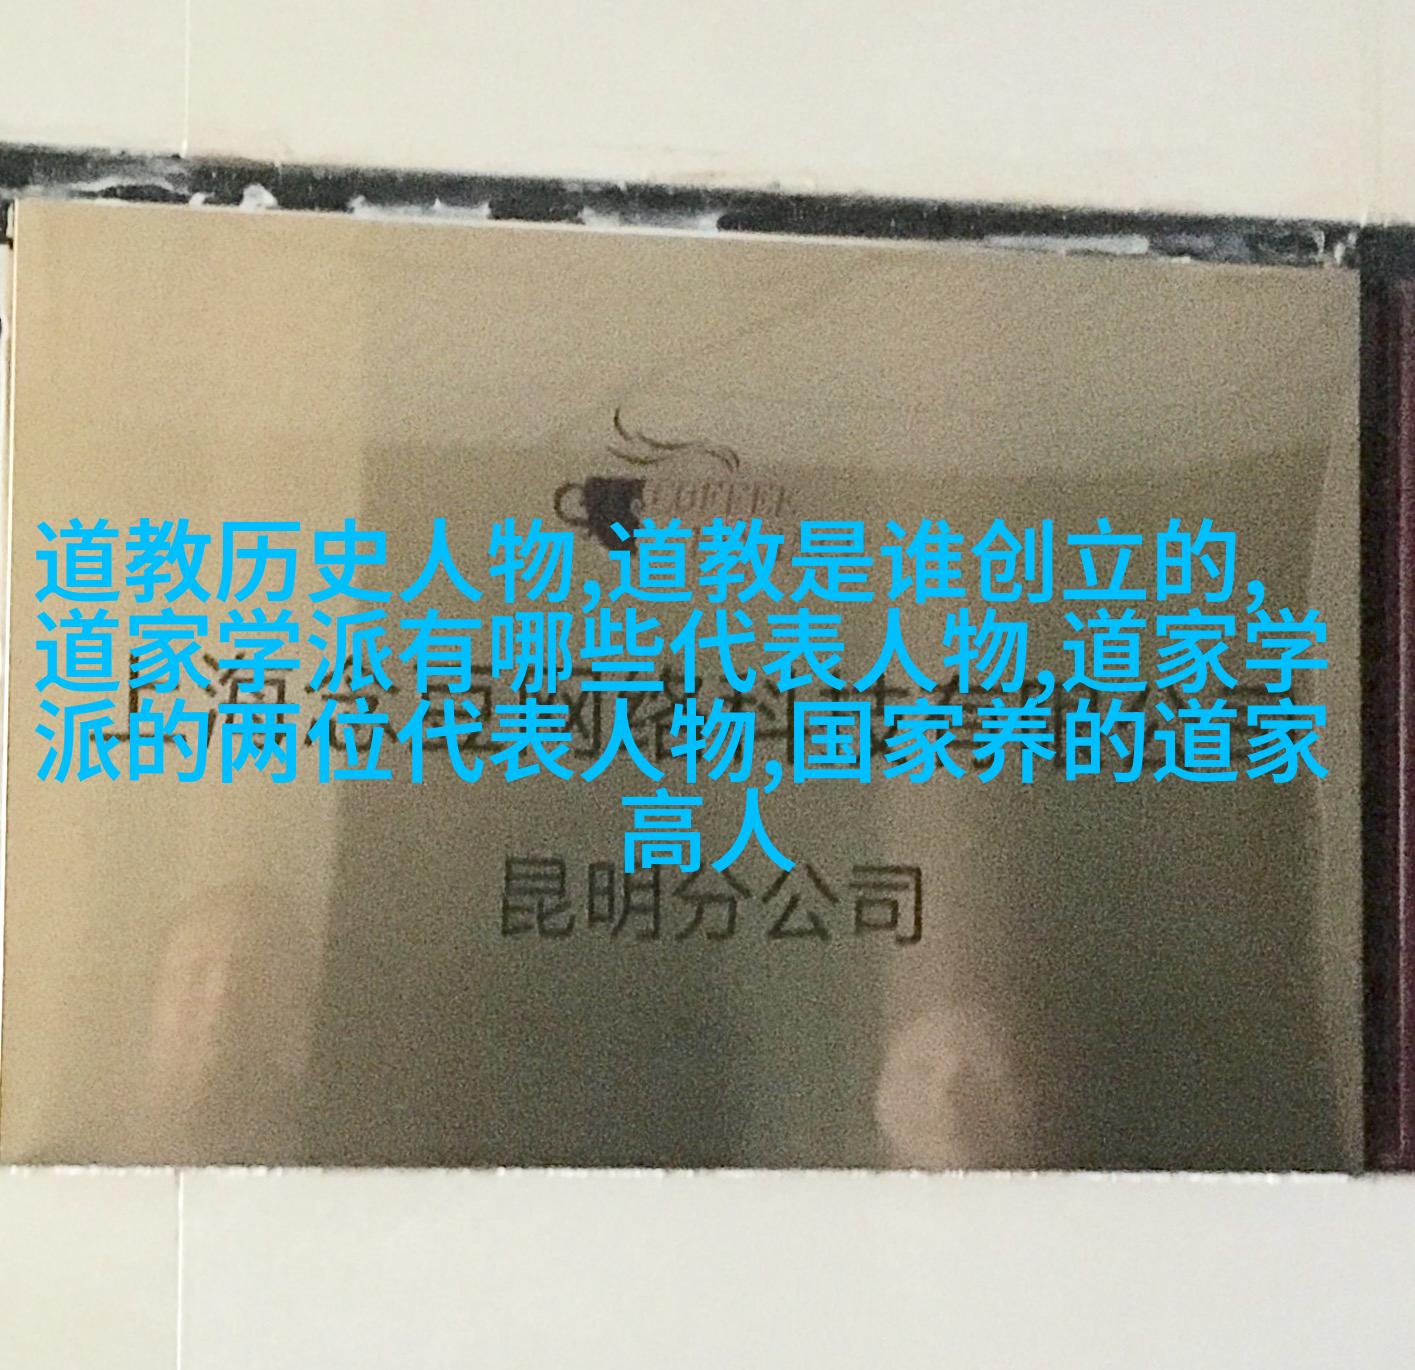 道教历史人物,道教是谁创立的,
道家学派有哪些代表人物,道家学
派的两位代表人物,国家养的道家
高人
昆明分公司